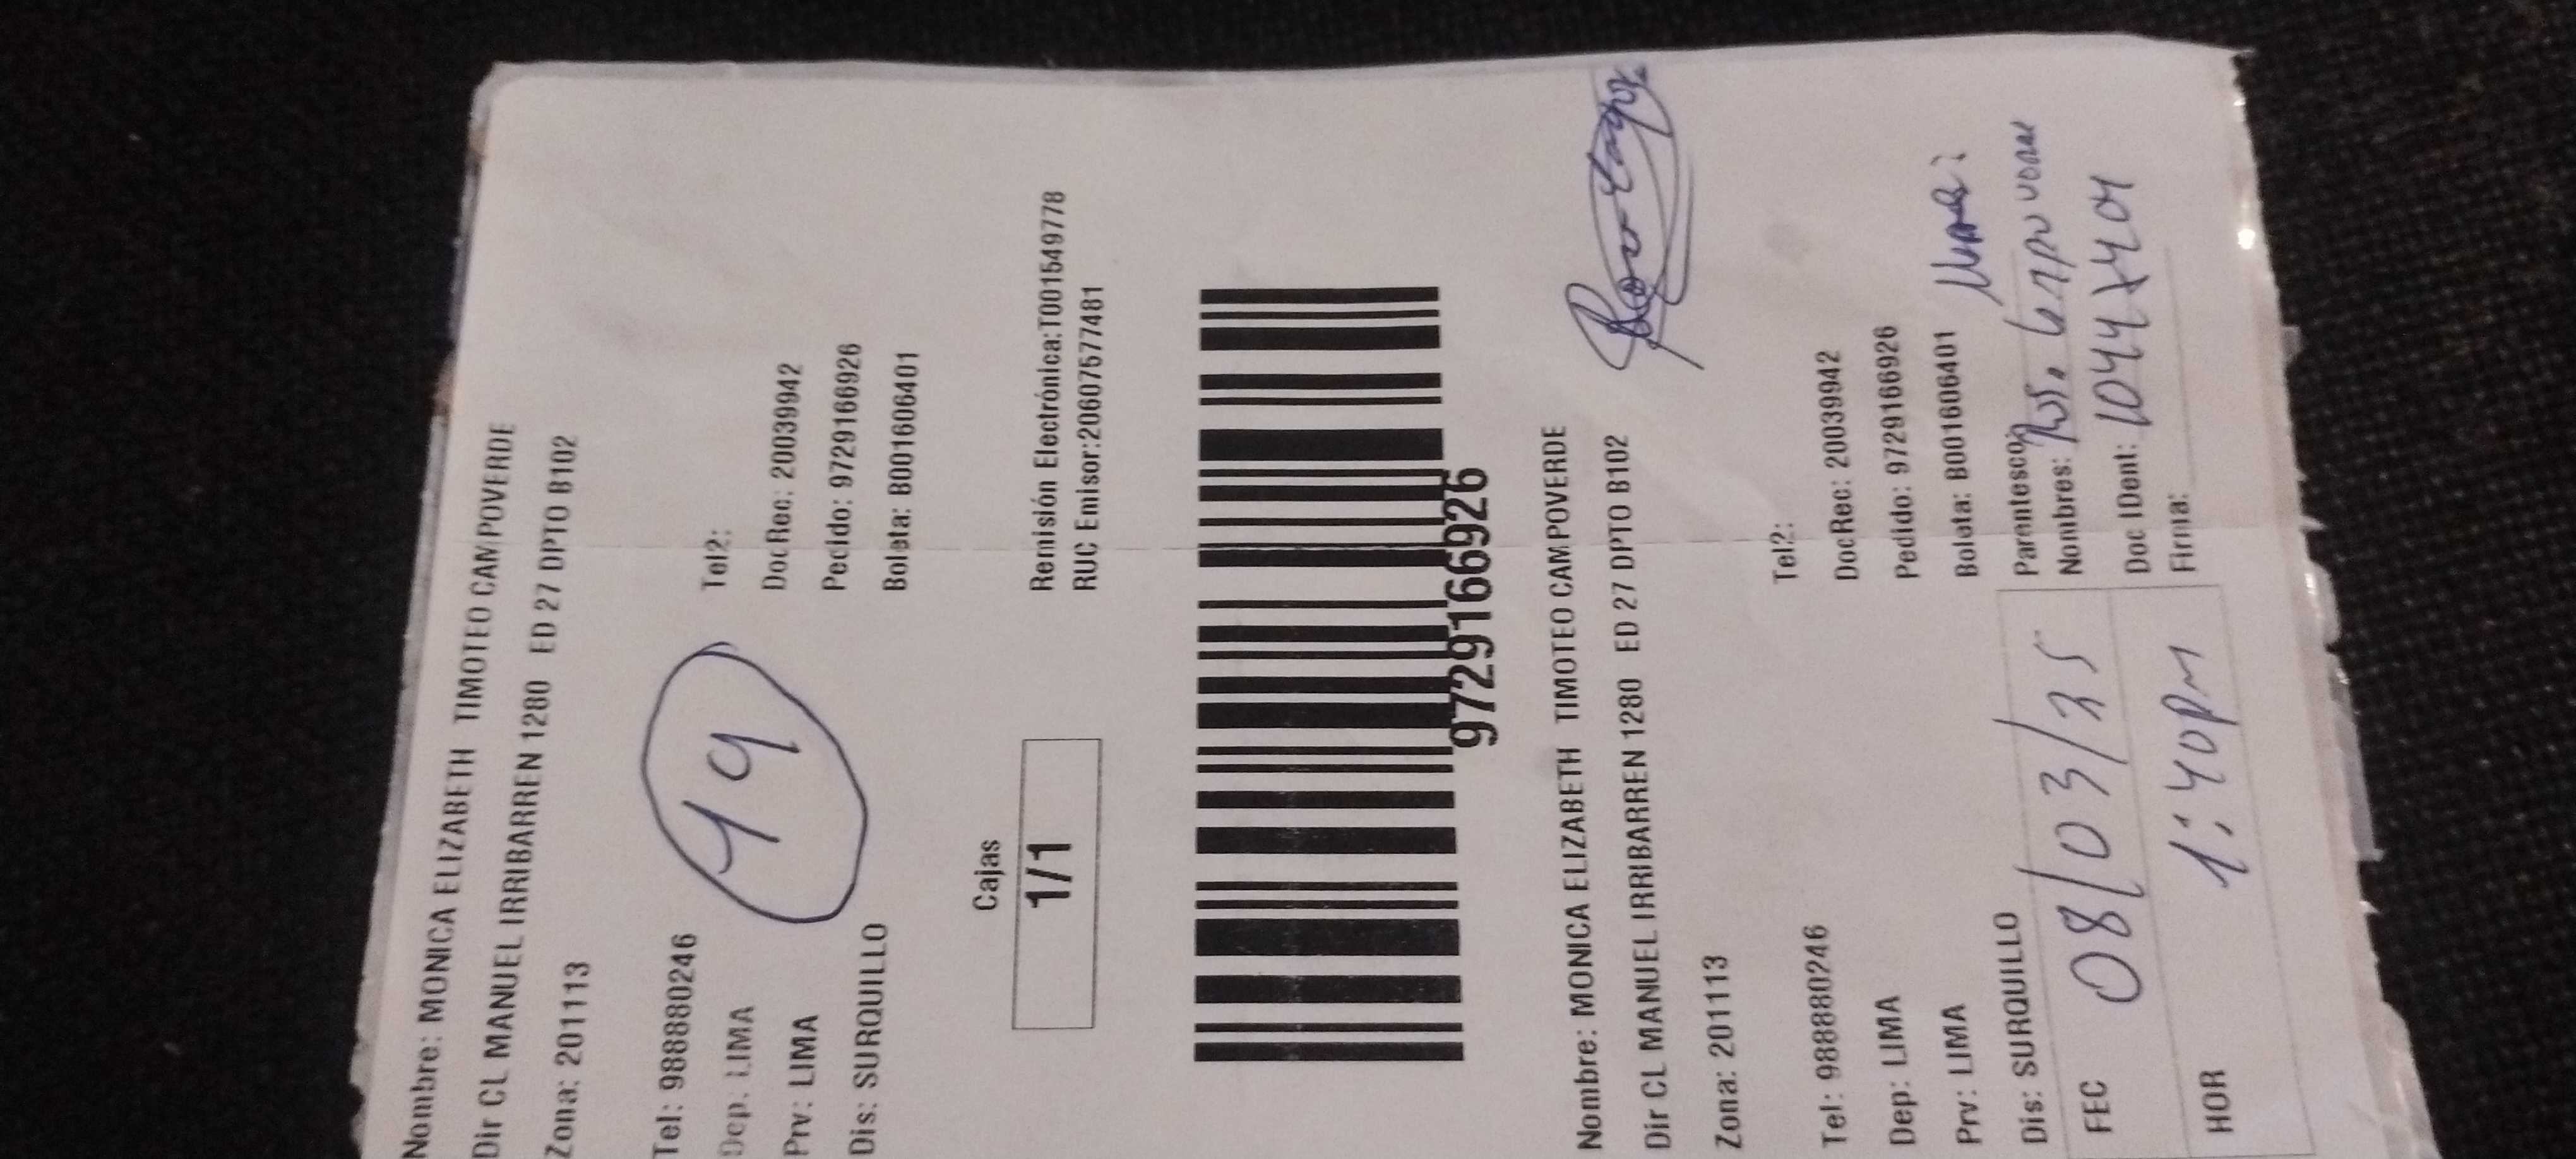 Nombre: MONICA ELIZABETH TIMOTEO CAMPOVERDE
Dir CL MANUEL IRRIBARREN 1280 ED 27 DPTO B102
Zona: 201113
Tel: 988880246 Tel2:
Dep. LIMA DocRec: 20039942
Prv: LIMA Pedido: 9729166926
Dis: SURQUILLO Boleta: B001606401
Cajas
1/1
Remisión Electrónica:T001549778
RUC Emisor:20607577481
9729166926
Nombre: MONICA ELIZABETH TIMOTEO CAMPOVERDE
Dir CL MANUEL IRRIBARREN 1280 ED 27 DPTO B102
Zona: 201113
Tel: 988880246 Tel2:
Dep: LIMA DocRec: 20039942
Prv: LIMA Pedido: 9729166926
Dis: SURQUILLO Boleta: B001606401
Parentesco:
FEC 08/03/25 Nombres:
Doc IDent:
HOR 1:40pm Firma: